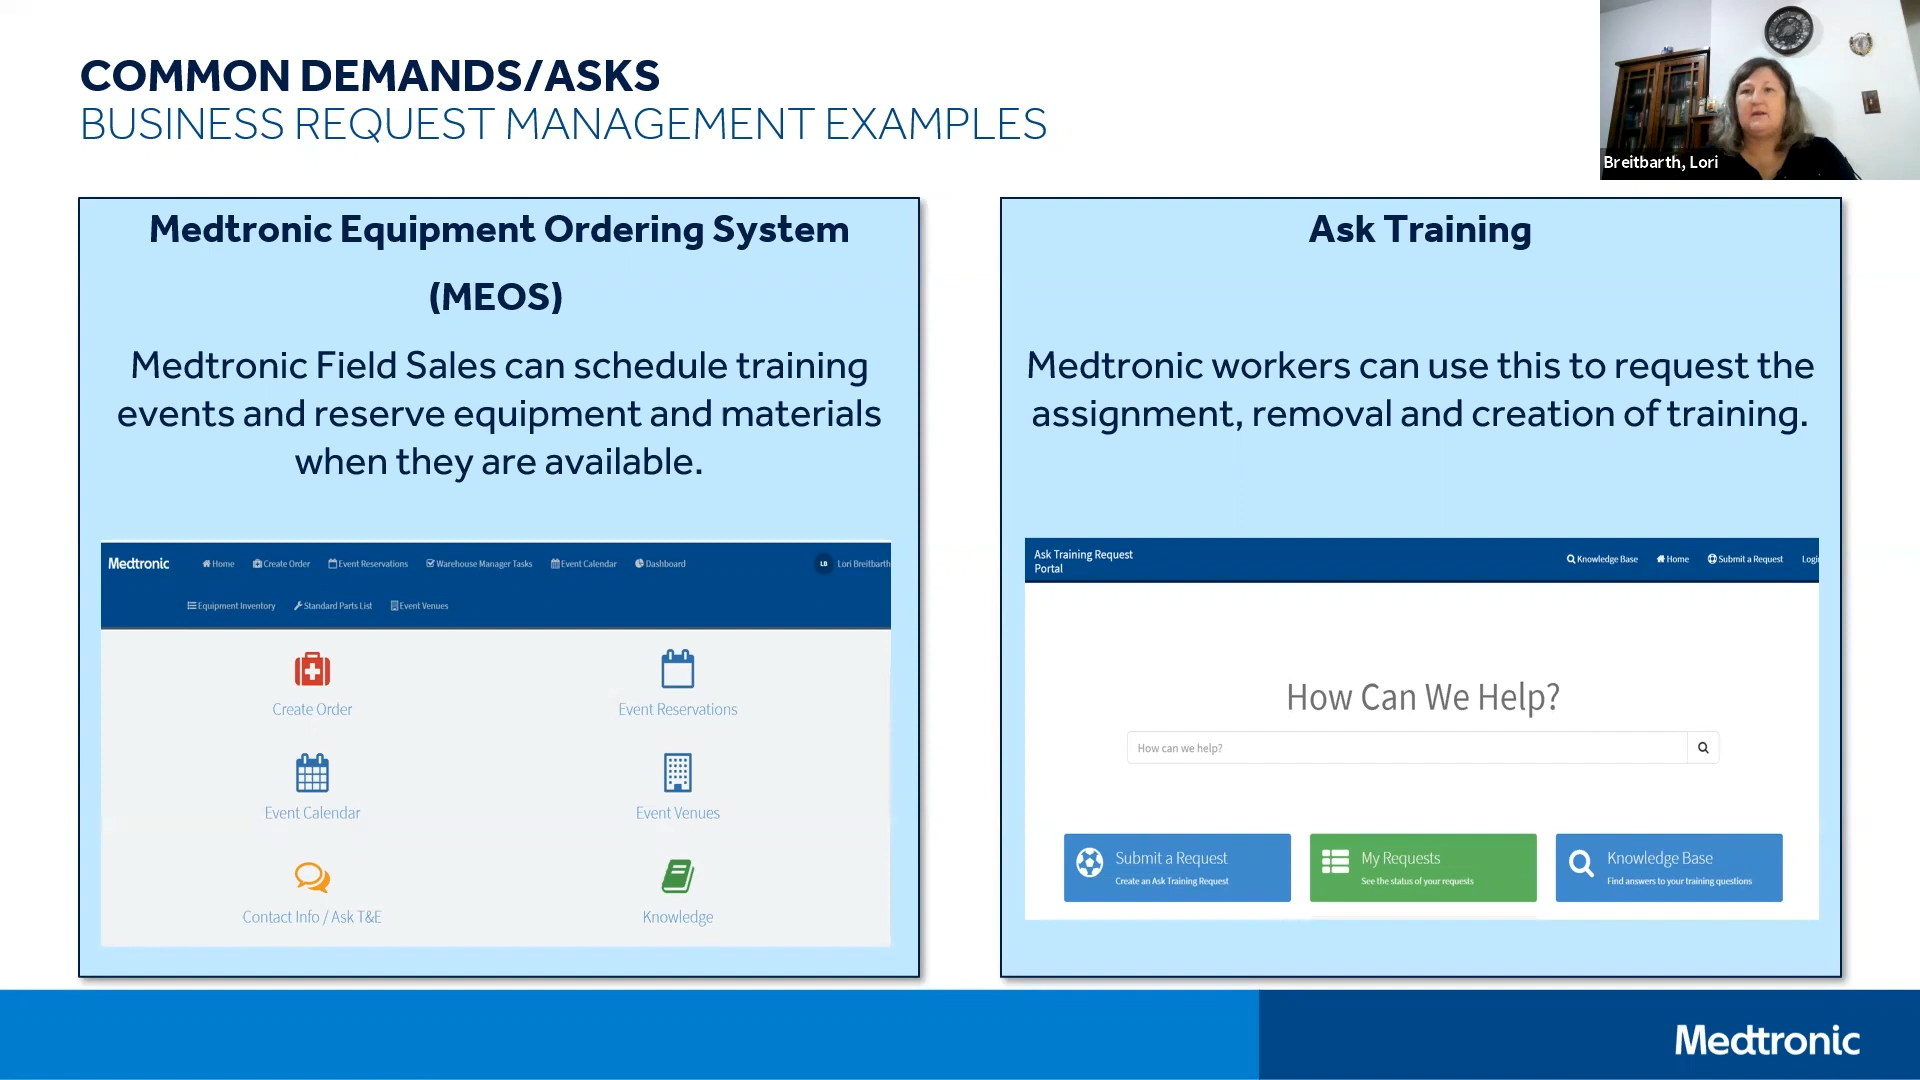 COMMON DEMANDS/ASKS
BUSINESS REQUEST MANAGEMENT EXAMPLES
Breitbarth, Lori
Medtronic Equipment Ordering System
(MEOS)
Medtronic Field Sales can schedule training
events and reserve equipment and materials
when they are available.
Medtronic
Home
Create Order
Event Reservations
Warehouse Manager Tasks
Event Calendar
Dashboard
LB
Lori Breitbarth
Equipment Inventory
Standard Parts List
Event Venues
Create Order
Event Reservations
Event Calendar
Event Venues
Contact Info / Ask T&E
Knowledge
Ask Training
Medtronic workers can use this to request the
assignment, removal and creation of training.
Ask Training Request
Portal
Knowledge Base
Home
Submit a Request
Logi
How Can We Help?
How can we help?
Submit a Request
Create an Ask Training Request
My Requests
See the status of your requests
Knowledge Base
Find answers to your training questions
Medtronic